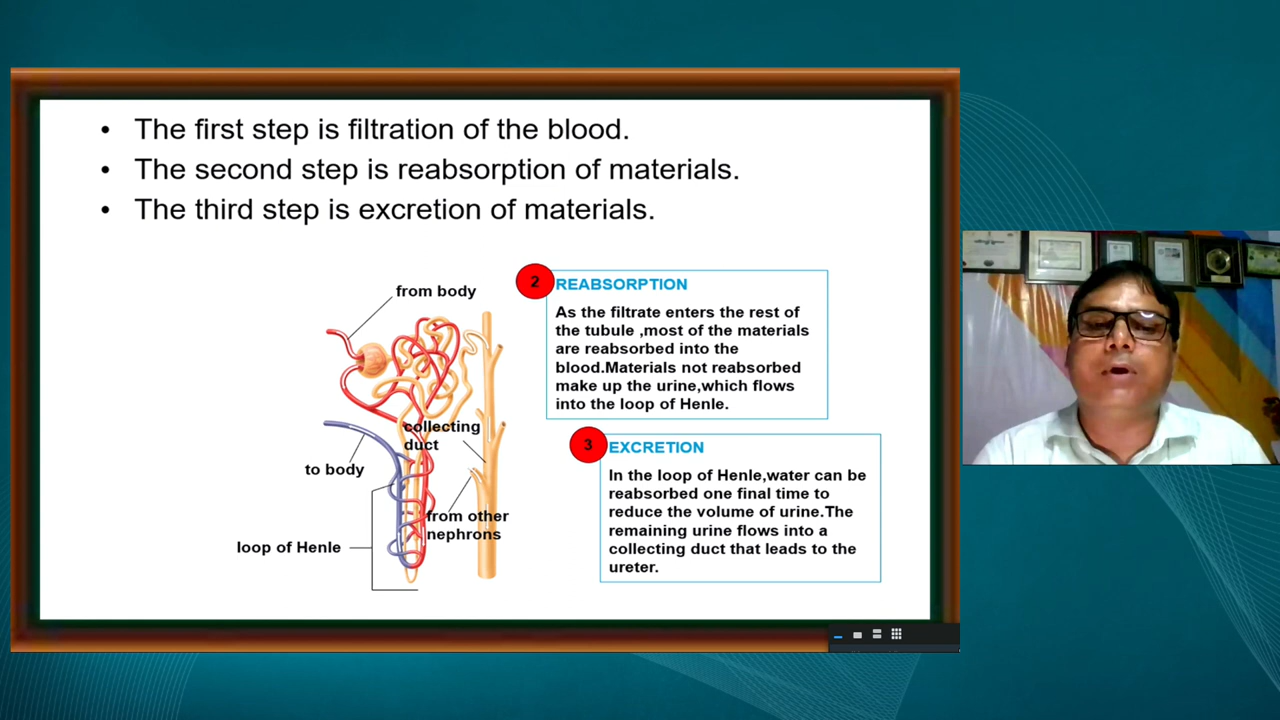 • The first step is filtration of the blood.
• The second step is reabsorption of materials.
• The third step is excretion of materials.
from body
collecting
duct
to body
from other
nephrons
loop of Henle
2
REABSORPTION
As the filtrate enters the rest of
the tubule ,most of the materials
are reabsorbed into the
blood.Materials not reabsorbed
make up the urine,which flows
into the loop of Henle.
3
EXCRETION
In the loop of Henle,water can be
reabsorbed one final time to
reduce the volume of urine.The
remaining urine flows into a
collecting duct that leads to the
ureter.